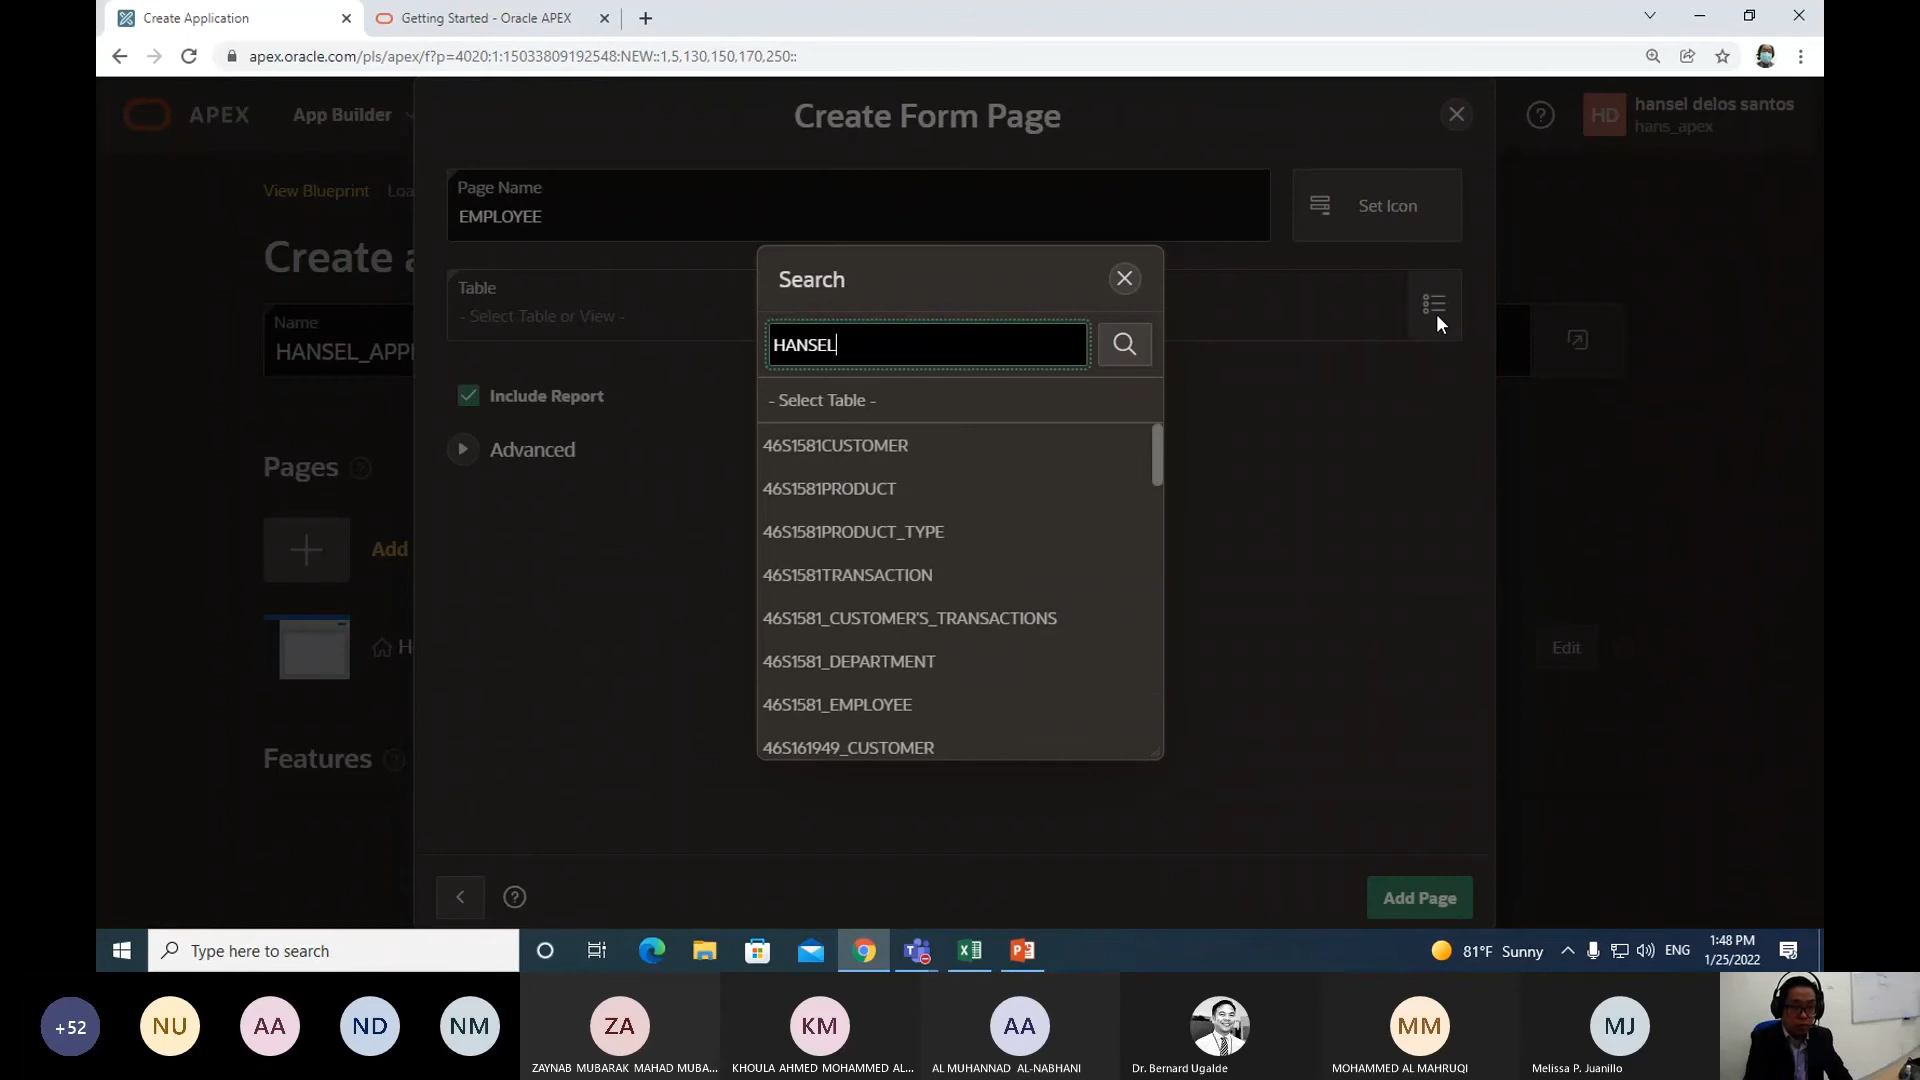 Create Application
Getting Started - Oracle APEX
apex.oracle.com/pls/apex/f?p=4020:1:15033809192548:NEW::1,5,130,150,170,250::
APEX
App Builder
Create Form Page
HD
hansel delos santos
hans_apex
View Blueprint
Loa
Page Name
EMPLOYEE
Set Icon
Create a
Search
Table
- Select Table or View -
Name
HANSEL_APPI
HANSEL
- Select Table -
Include Report
46S1581CUSTOMER
Advanced
Pages
46S1581PRODUCT
46S1581PRODUCT_TYPE
Add
46S1581TRANSACTION
46S1581_CUSTOMER'S_TRANSACTIONS
H
Edit
46S1581_DEPARTMENT
46S1581_EMPLOYEE
46S161949_CUSTOMER
Features
Add Page
Type here to search
81°F Sunny
ENG
1:48 PM
1/25/2022
+52
NU
AA
ND
NM
ZA
KM
AA
MM
MJ
ZAYNAB MUBARAK MAHAD MUBA...
KHOULA AHMED MOHAMMED AL...
AL MUHANNAD AL-NABHANI
Dr. Bernard Ugalde
MOHAMMED AL MAHRUQI
Melissa P. Juanillo